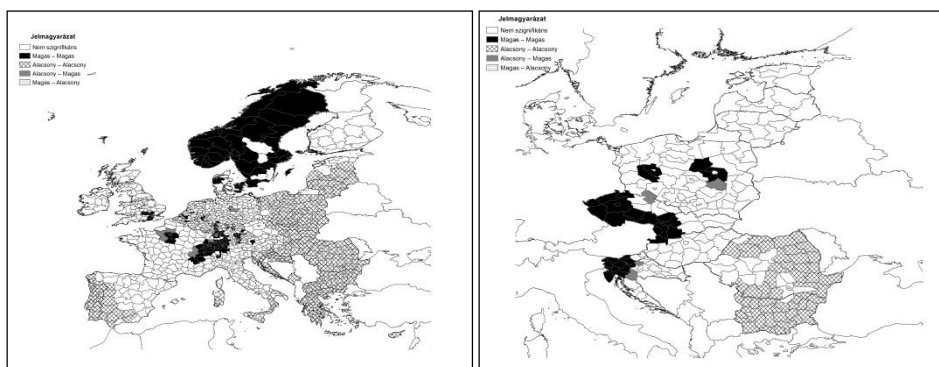 Jelmagyarázat
Nem szignifikáns
Magas – Magas
Alacsony – Alacsony
Alacsony – Magas
Magas – Alacsony
Jelmagyarázat
Nem szignifikáns
Magas – Magas
Alacsony – Alacsony
Alacsony – Magas
Magas – Alacsony